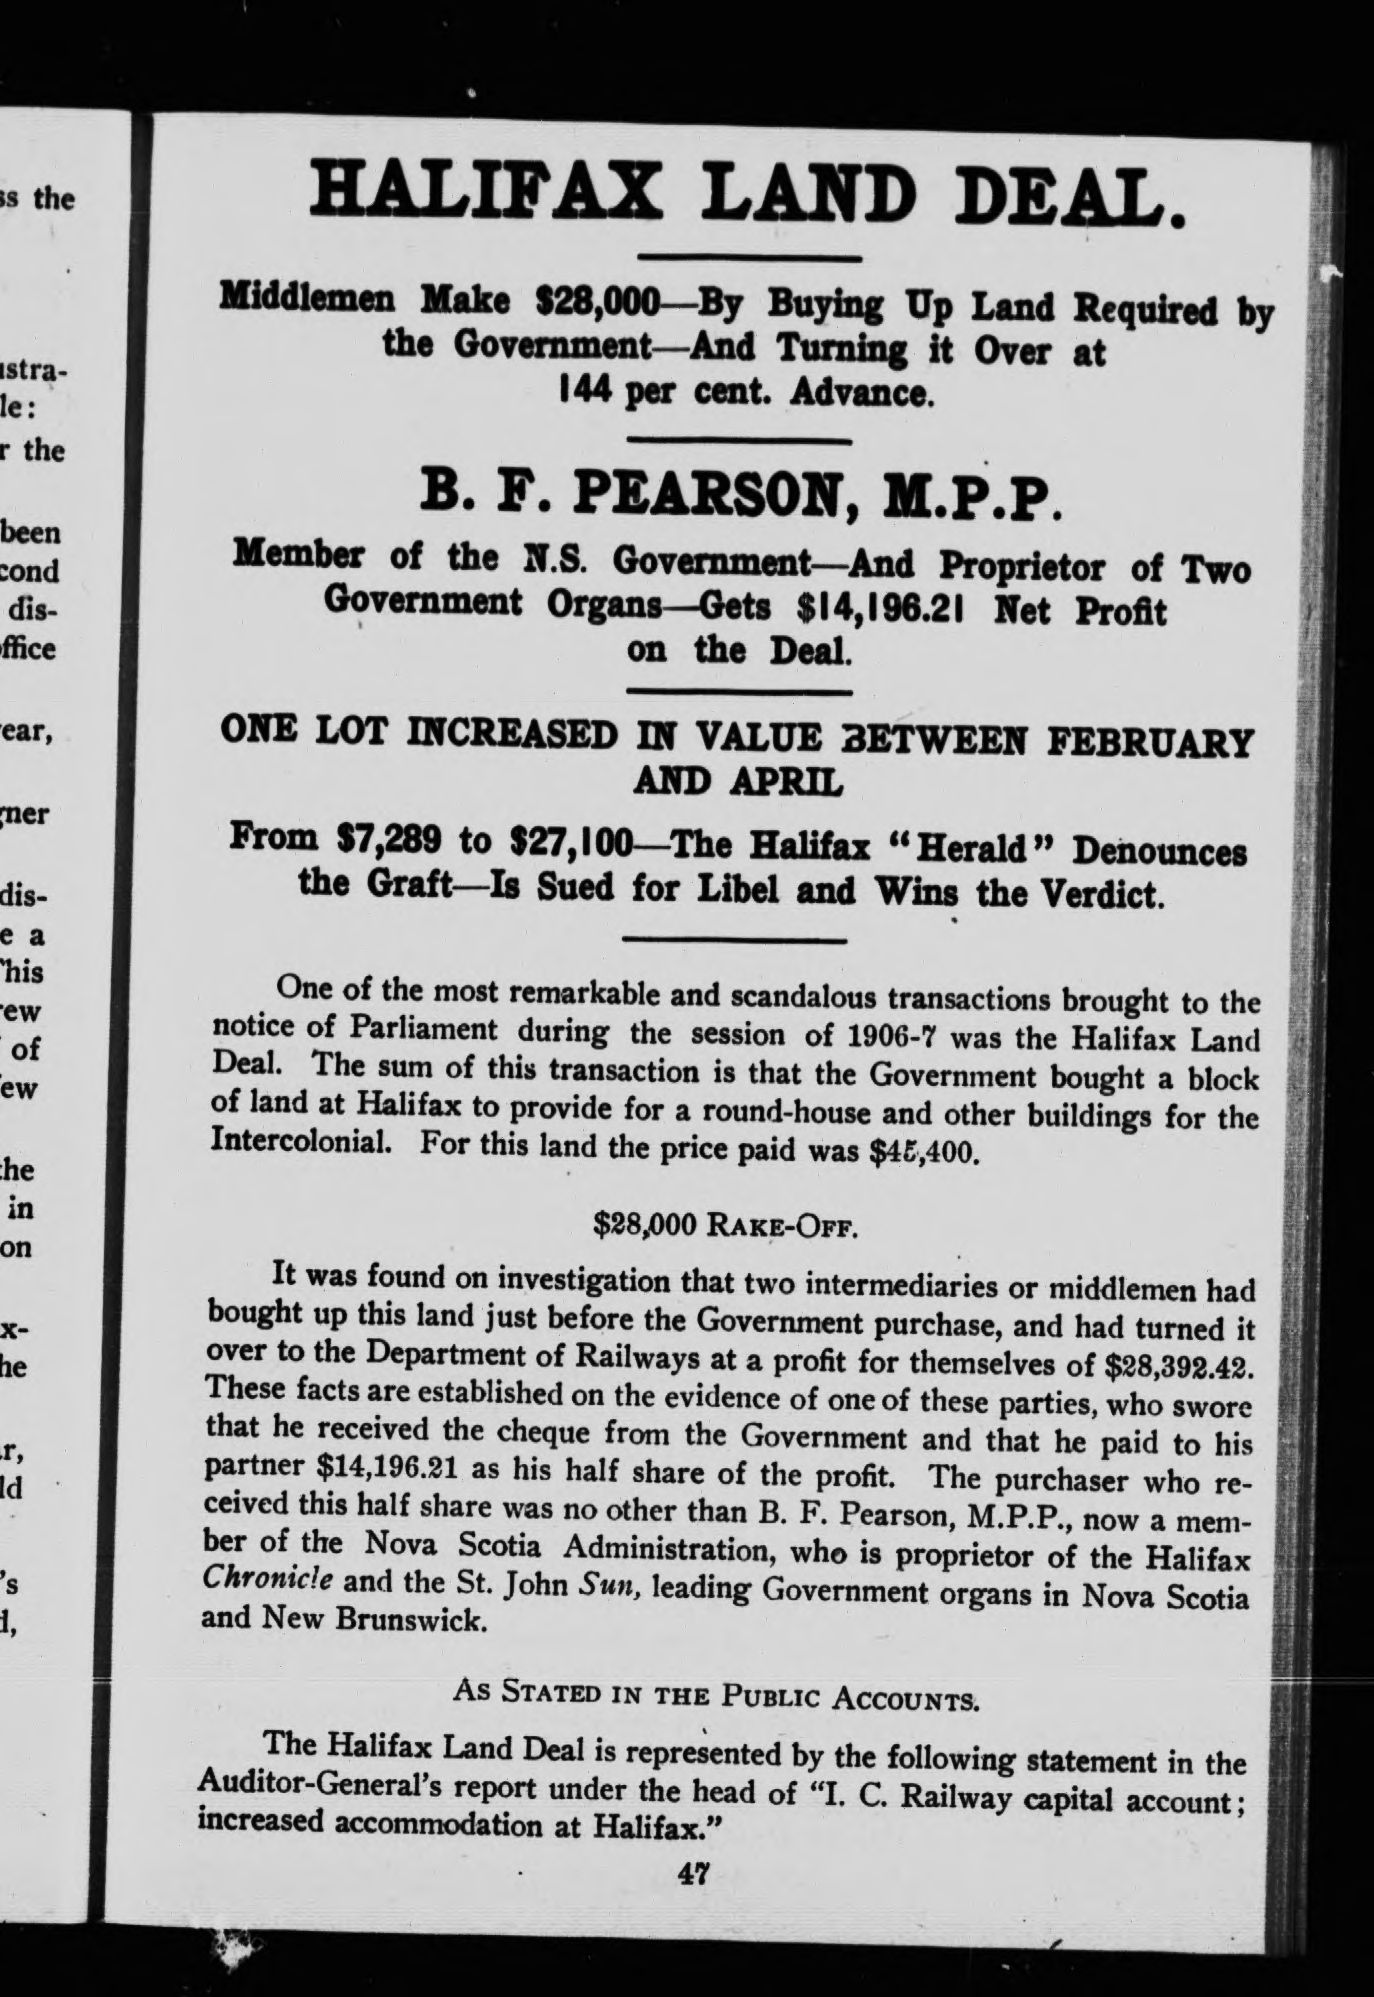 ss the
ustra-
le:
r the
been
cond
dis-
office
year,
gner
dis-
e a
This
rew
of
few
the
in
on
x-
he
r,
ld
's
d,
HALIFAX LAND DEAL.
Middlemen Make $28,000—By Buying Up Land Required by
the Government—And Turning it Over at
144 per cent. Advance.
B. F. PEARSON, M.P.P.
Member of the N.S. Government—And Proprietor of Two
Government Organs—Gets $14,196.21 Net Profit
on the Deal.
ONE LOT INCREASED IN VALUE BETWEEN FEBRUARY
AND APRIL
From $7,289 to $27,100—The Halifax “Herald” Denounces
the Graft—Is Sued for Libel and Wins the Verdict.
One of the most remarkable and scandalous transactions brought to the
notice of Parliament during the session of 1906-7 was the Halifax Land
Deal. The sum of this transaction is that the Government bought a block
of land at Halifax to provide for a round-house and other buildings for the
Intercolonial. For this land the price paid was $45,400.
$28,000 RAKE-OFF.
It was found on investigation that two intermediaries or middlemen had
bought up this land just before the Government purchase, and had turned it
over to the Department of Railways at a profit for themselves of $28,392.42.
These facts are established on the evidence of one of these parties, who swore
that he received the cheque from the Government and that he paid to his
partner $14,196.21 as his half share of the profit. The purchaser who re-
ceived this half share was no other than B. F. Pearson, M.P.P., now a mem-
ber of the Nova Scotia Administration, who is proprietor of the Halifax
Chronicle and the St. John Sun, leading Government organs in Nova Scotia
and New Brunswick.
AS STATED IN THE PUBLIC ACCOUNTS.
The Halifax Land Deal is represented by the following statement in the
Auditor-General's report under the head of “I. C. Railway capital account;
increased accommodation at Halifax.”
47